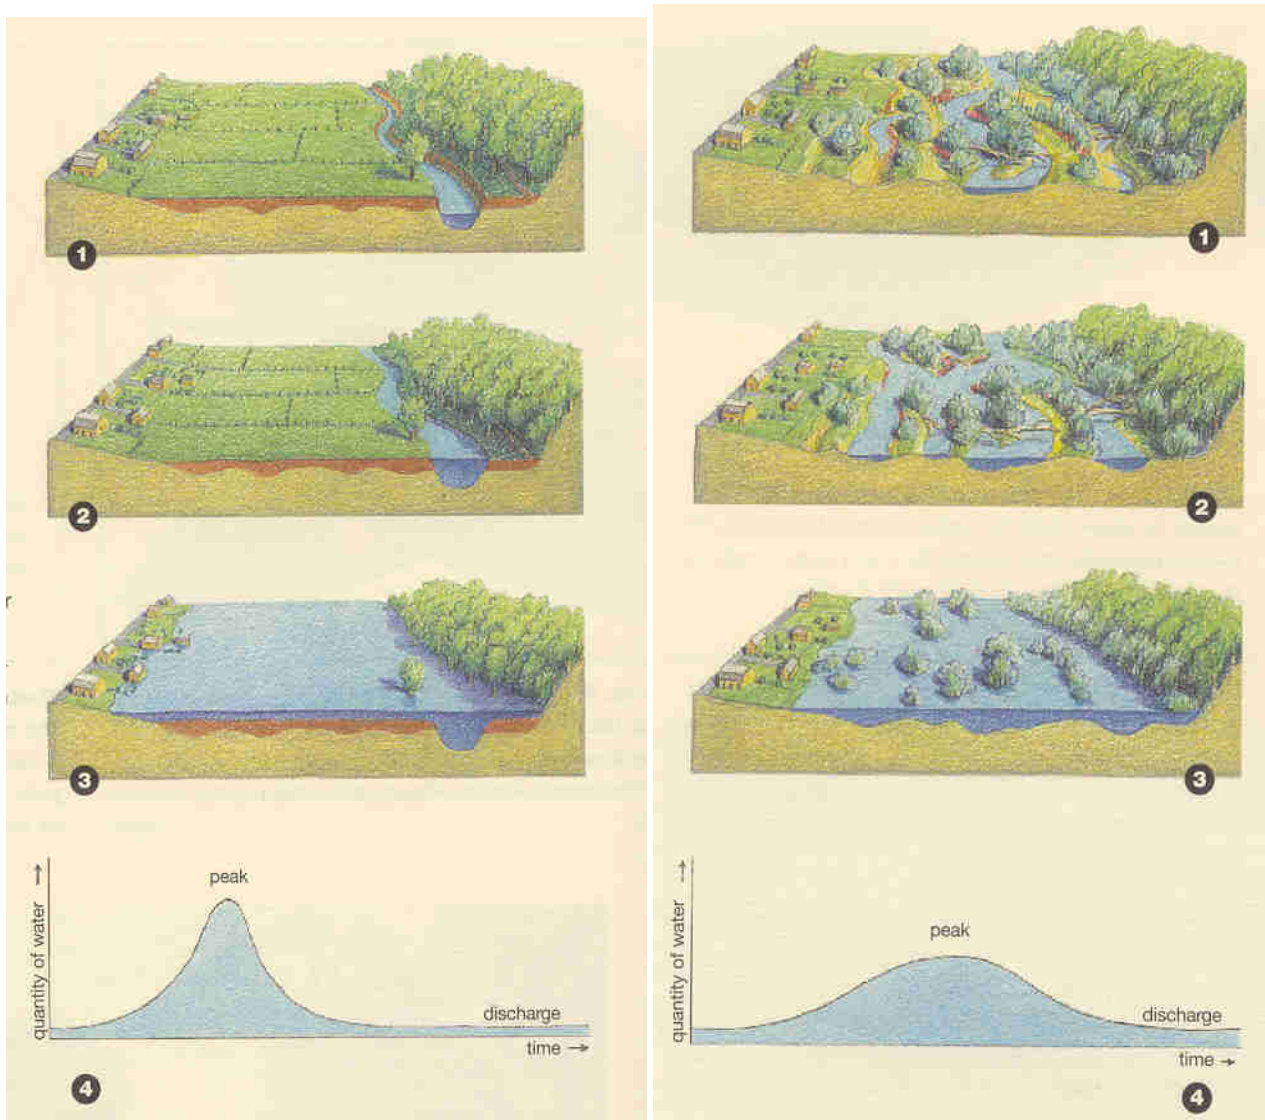 1
2
r
3
peak
quantity of water →
discharge
time →
4
1
2
3
peak
quantity of water →
discharge
time →
4